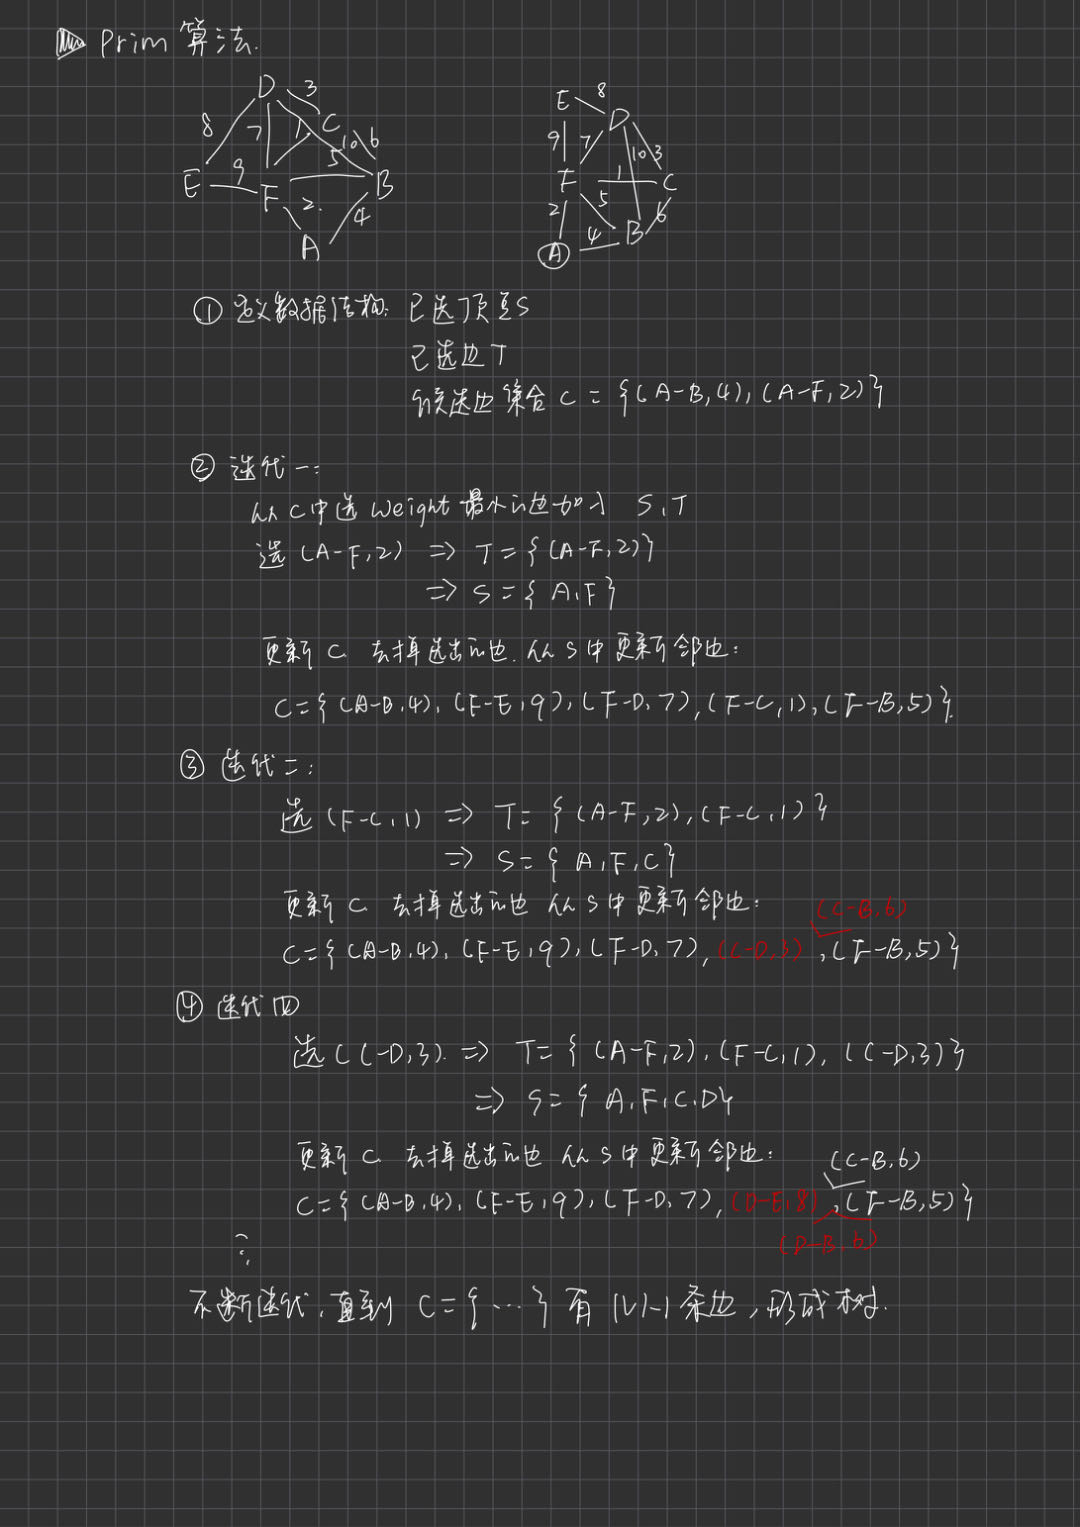 Prim 算法.
D 3
8 7 1 C 10 6
E 9 F 5 B
2 4
A
E 8 D
9 7 10 3
F 1 C
2 5 6
A 4 B
① 定义数据结构: 已选顶点S
已选边T
候选边集合 C = {(A-B,4), (A-F,2)}
② 迭代一:
从C中选 Weight 最小的边加入 S,T
选 (A-F,2) => T={(A-F,2)}
=> S={A,F}
更新C 去掉选出的边. 从S中更新邻边:
C={(A-B,4), (F-E,9), (F-D,7), (F-C,1), (F-B,5)}
③ 迭代二:
选 (F-C,1) => T={(A-F,2), (F-C,1)}
=> S={A,F,C}
更新C 去掉选出的边 从S中更新邻边:
(C-B,6)
C={(A-B,4), (F-E,9), (F-D,7), (C-D,3), (F-B,5)}
④ 迭代四
选 (C-D,3) => T={(A-F,2), (F-C,1), (C-D,3)}
=> S={A,F,C,D}
更新C 去掉选出的边 从S中更新邻边:
(C-B,6)
C={(A-B,4), (F-E,9), (F-D,7), (D-E,8), (F-B,5)}
(D-B,6)
不断迭代, 直到 C={...} 有 |V|-1 条边, 形成树.